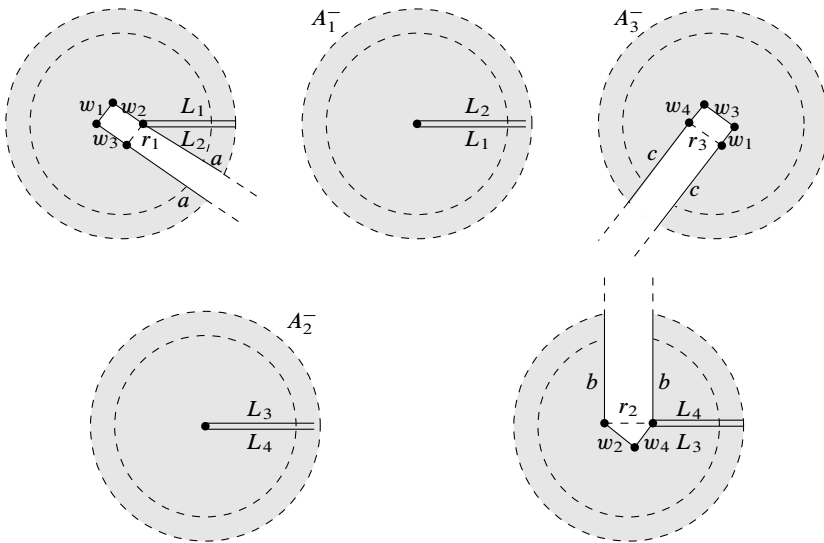 A₁⁻ A₃⁻
w₁ w₂ L₁ L₂ w₄ w₃
w₃ r₁ L₂ a L₁ r₃ w₁
a c c
A₂⁻
b b
L₃ r₂ L₄
L₄ w₂ w₄ L₃